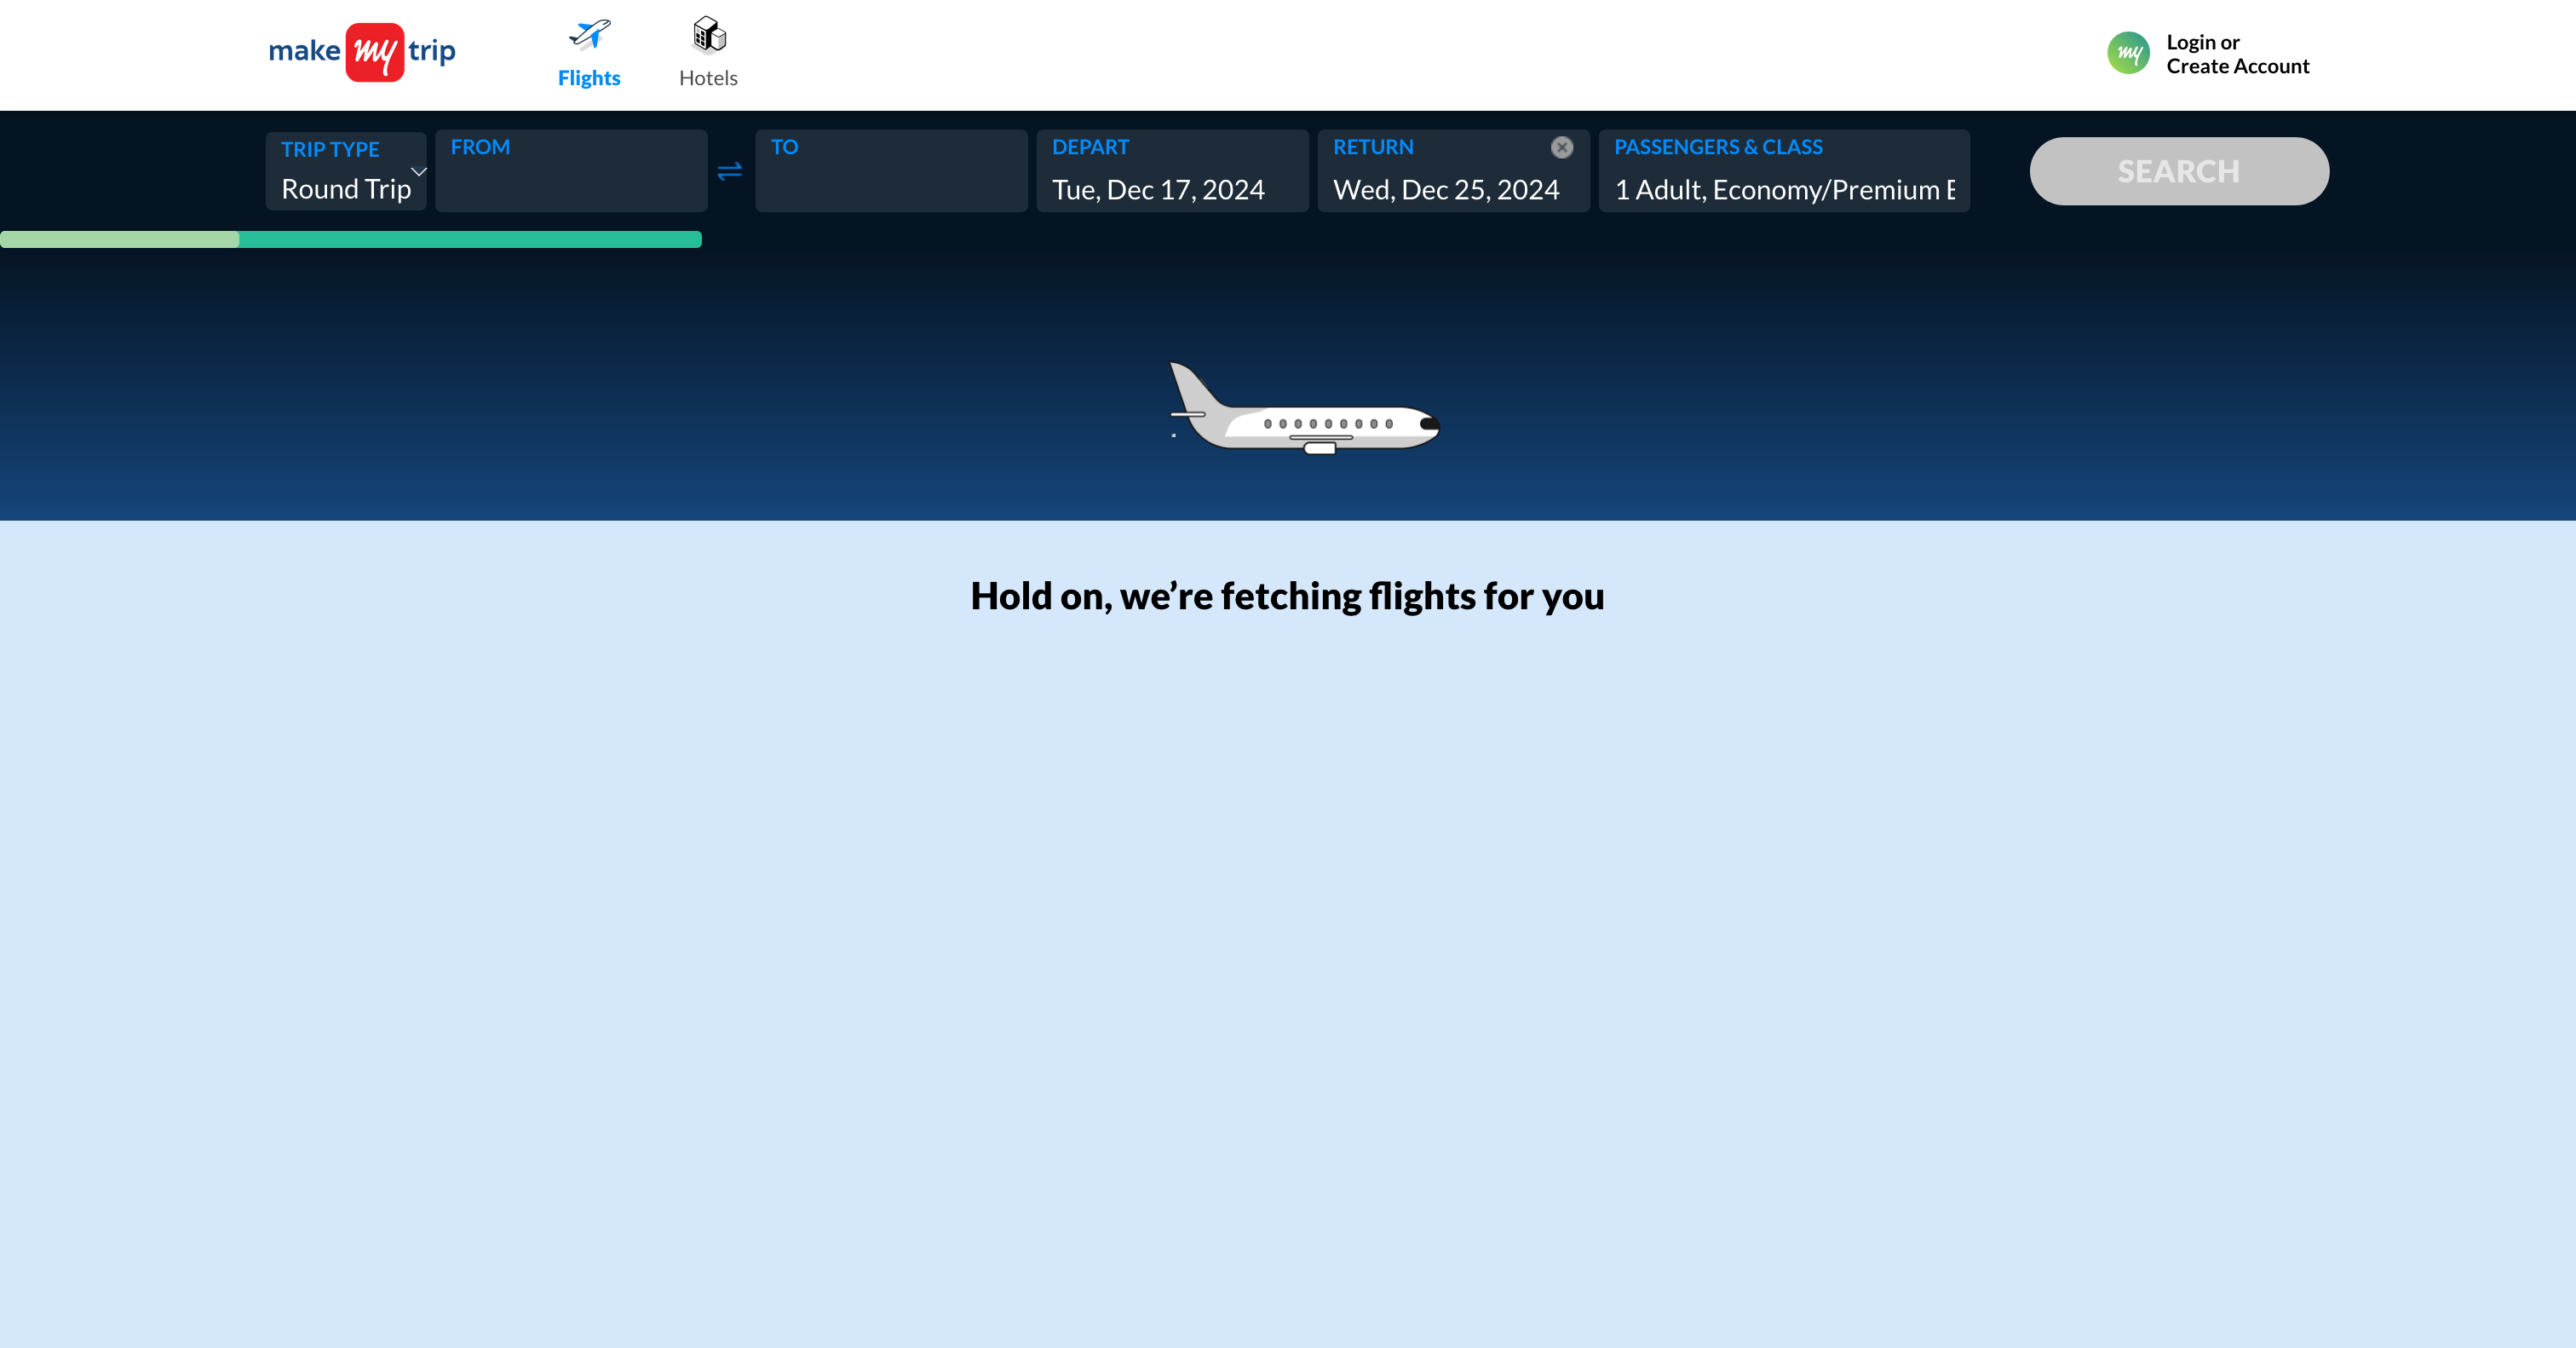 make my trip
Flights
Hotels
my
Login or
Create Account
TRIP TYPE
Round Trip
FROM
TO
DEPART
Tue, Dec 17, 2024
RETURN
Wed, Dec 25, 2024
PASSENGERS & CLASS
1 Adult, Economy/Premium E
SEARCH
Hold on, we’re fetching flights for you